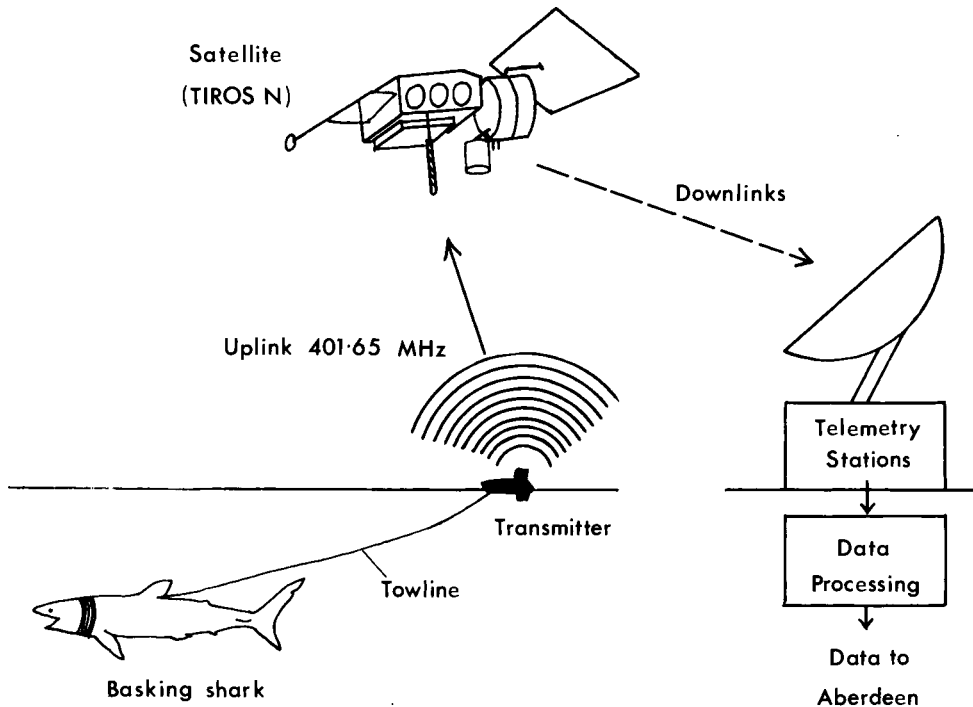 Satellite
(TIROS N)
Downlinks
Uplink 401·65 MHz
Telemetry
Stations
Transmitter
Data
Processing
Towline
Data to
Aberdeen
Basking shark